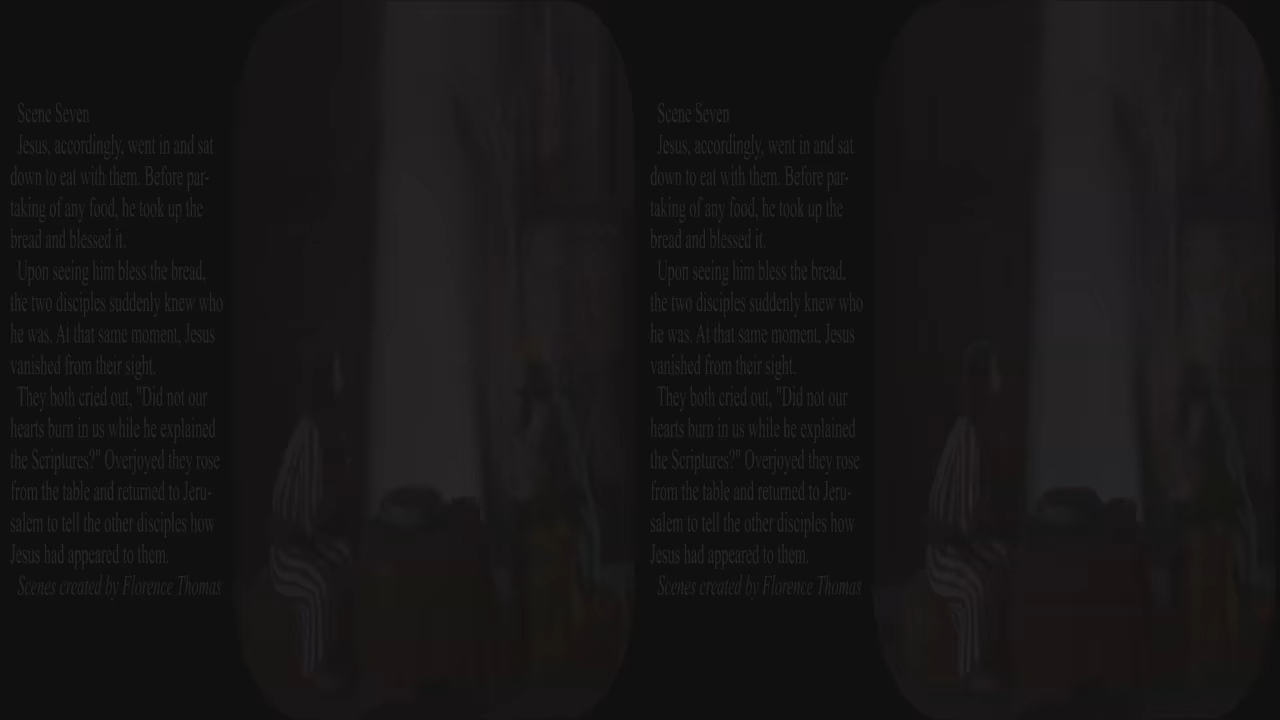 Scene Seven
Jesus, accordingly, went in and sat
down to eat with them. Before par-
taking of any food, he took up the
bread and blessed it.
Upon seeing him bless the bread,
the two disciples suddenly knew who
he was. At that same moment, Jesus
vanished from their sight.
They both cried out, "Did not our
hearts burn in us while he explained
the Scriptures?" Overjoyed they rose
from the table and returned to Jeru-
salem to tell the other disciples how
Jesus had appeared to them.
Scenes created by Florence Thomas
Scene Seven
Jesus, accordingly, went in and sat
down to eat with them. Before par-
taking of any food, he took up the
bread and blessed it.
Upon seeing him bless the bread,
the two disciples suddenly knew who
he was. At that same moment, Jesus
vanished from their sight.
They both cried out, "Did not our
hearts burn in us while he explained
the Scriptures?" Overjoyed they rose
from the table and returned to Jeru-
salem to tell the other disciples how
Jesus had appeared to them.
Scenes created by Florence Thomas